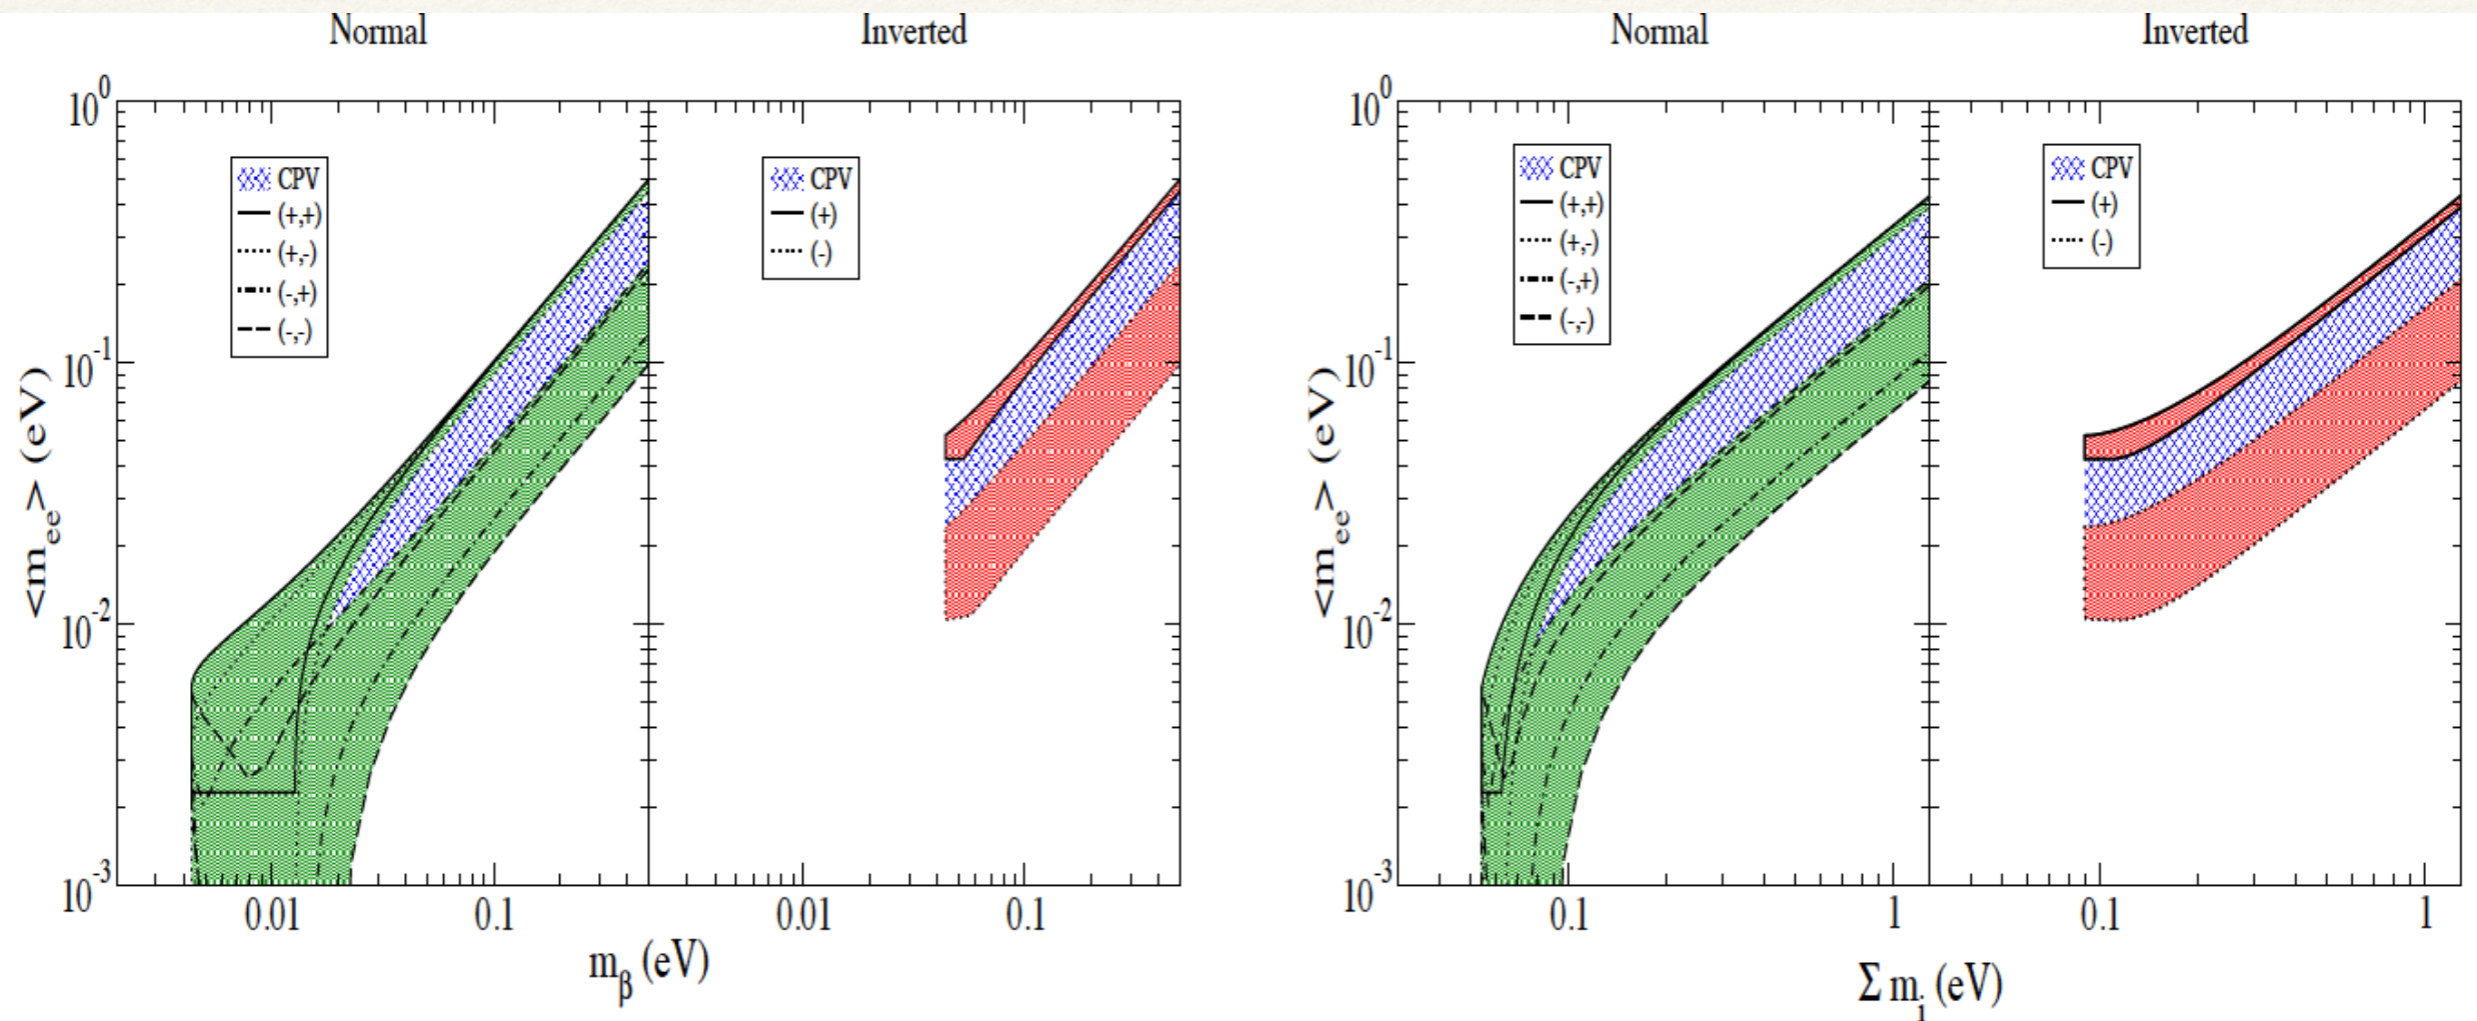 Normal Inverted
10^0
CPV
(+,+)
(+,-)
(-,+)
(-,-)
CPV
(+)
(-)
10^-1
10^-2
10^-3
<m_ee> (eV)
0.01 0.1 0.01 0.1
m_β (eV)
Normal Inverted
10^0
CPV
(+,+)
(+,-)
(-,+)
(-,-)
CPV
(+)
(-)
10^-1
10^-2
10^-3
<m_ee> (eV)
0.1 1 0.1 1
Σ m_i (eV)